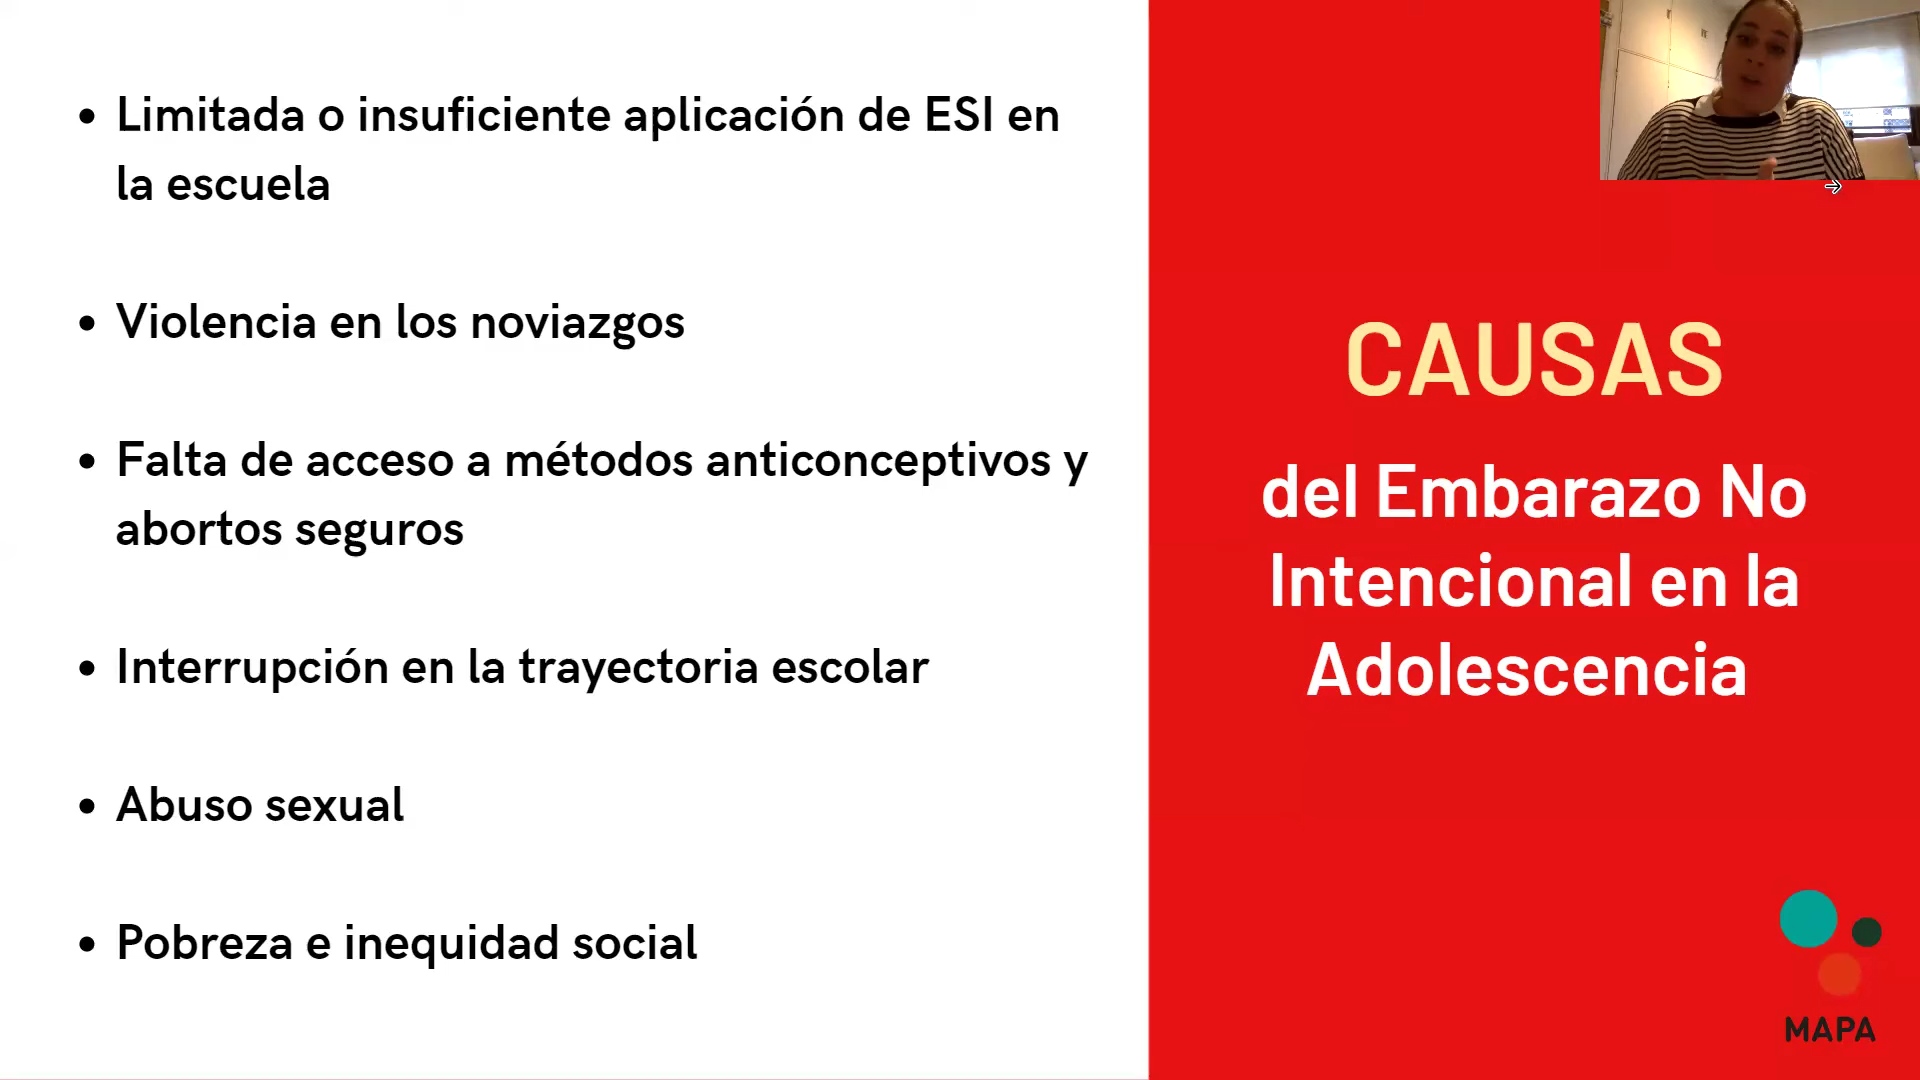 • Limitada o insuficiente aplicación de ESI en
la escuela
• Violencia en los noviazgos
• Falta de acceso a métodos anticonceptivos y
abortos seguros
• Interrupción en la trayectoria escolar
• Abuso sexual
• Pobreza e inequidad social
CAUSAS
del Embarazo No
Intencional en la
Adolescencia
MAPA